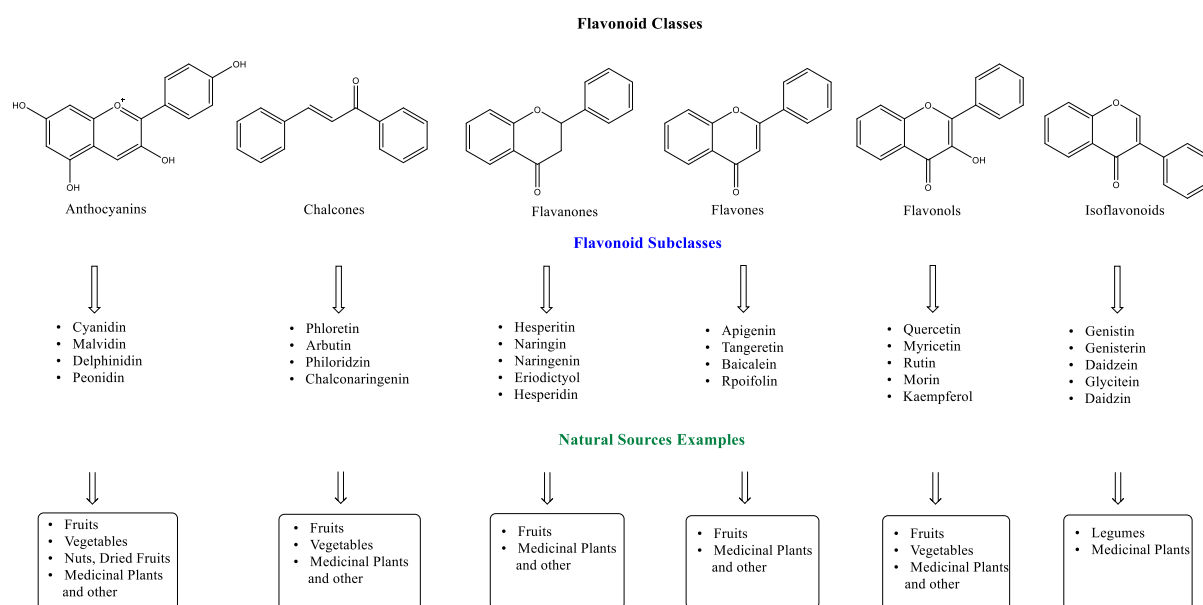 Flavonoid Classes
OH
HO
O+
OH
OH
O
O
O
O
O
O
OH
O
O
O
Anthocyanins
Chalcones
Flavanones
Flavones
Flavonols
Isoflavonoids
Flavonoid Subclasses
• Cyanidin
• Malvidin
• Delphinidin
• Peonidin
• Phloretin
• Arbutin
• Philoridzin
• Chalconaringenin
• Hesperitin
• Naringin
• Naringenin
• Eriodictyol
• Hesperidin
• Apigenin
• Tangeretin
• Baicalein
• Rpoifolin
• Quercetin
• Myricetin
• Rutin
• Morin
• Kaempferol
• Genistin
• Genisterin
• Daidzein
• Glycitein
• Daidzin
Natural Sources Examples
• Fruits
• Vegetables
• Nuts, Dried Fruits
• Medicinal Plants
and other
• Fruits
• Vegetables
• Medicinal Plants
and other
• Fruits
• Medicinal Plants
and other
• Fruits
• Medicinal Plants
and other
• Fruits
• Vegetables
• Medicinal Plants
and other
• Legumes
• Medicinal Plants